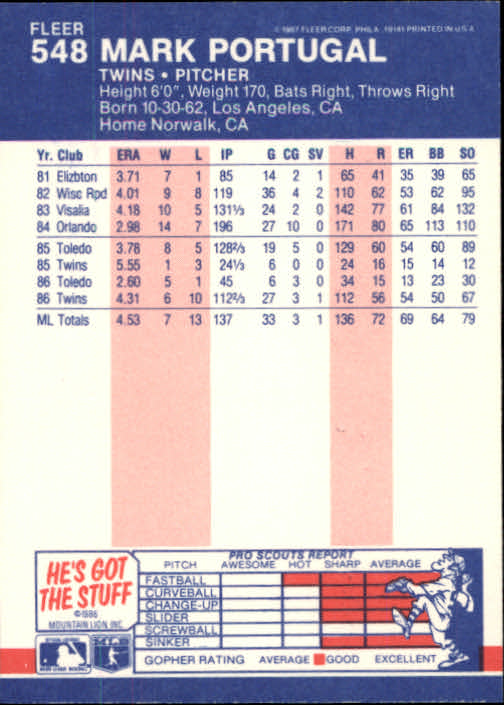 FLEER
548 MARK PORTUGAL
© 1987 FLEER CORP., PHILA., 19141 PRINTED IN U.S.A.
TWINS • PITCHER
Height 6'0", Weight 170, Bats Right, Throws Right
Born 10-30-62, Los Angeles, CA
Home Norwalk, CA
Yr. Club ERA W L IP G CG SV H R ER BB SO
81 Elizbton 3.71 7 1 85 14 2 1 65 41 35 39 65
82 Wisc Rpd 4.01 9 8 119 36 4 2 110 62 53 62 95
83 Visalia 4.18 10 5 131⅓ 24 2 0 142 77 61 84 132
84 Orlando 2.98 14 7 196 27 10 0 171 80 65 113 110
85 Toledo 3.78 8 5 128⅔ 19 5 0 129 60 54 60 89
85 Twins 5.55 1 3 24⅓ 6 0 0 24 16 15 14 12
86 Toledo 2.60 5 1 45 6 3 0 34 15 13 23 30
86 Twins 4.31 6 10 112⅔ 27 3 1 112 56 54 50 67
ML Totals 4.53 7 13 137 33 3 1 136 72 69 64 79
HE'S GOT
THE STUFF
©1986
MOUNTAIN LION, INC.
PRO SCOUTS REPORT
PITCH AWESOME HOT SHARP AVERAGE
FASTBALL
CURVEBALL
CHANGE-UP
SLIDER
SCREWBALL
SINKER
GOPHER RATING AVERAGE GOOD EXCELLENT